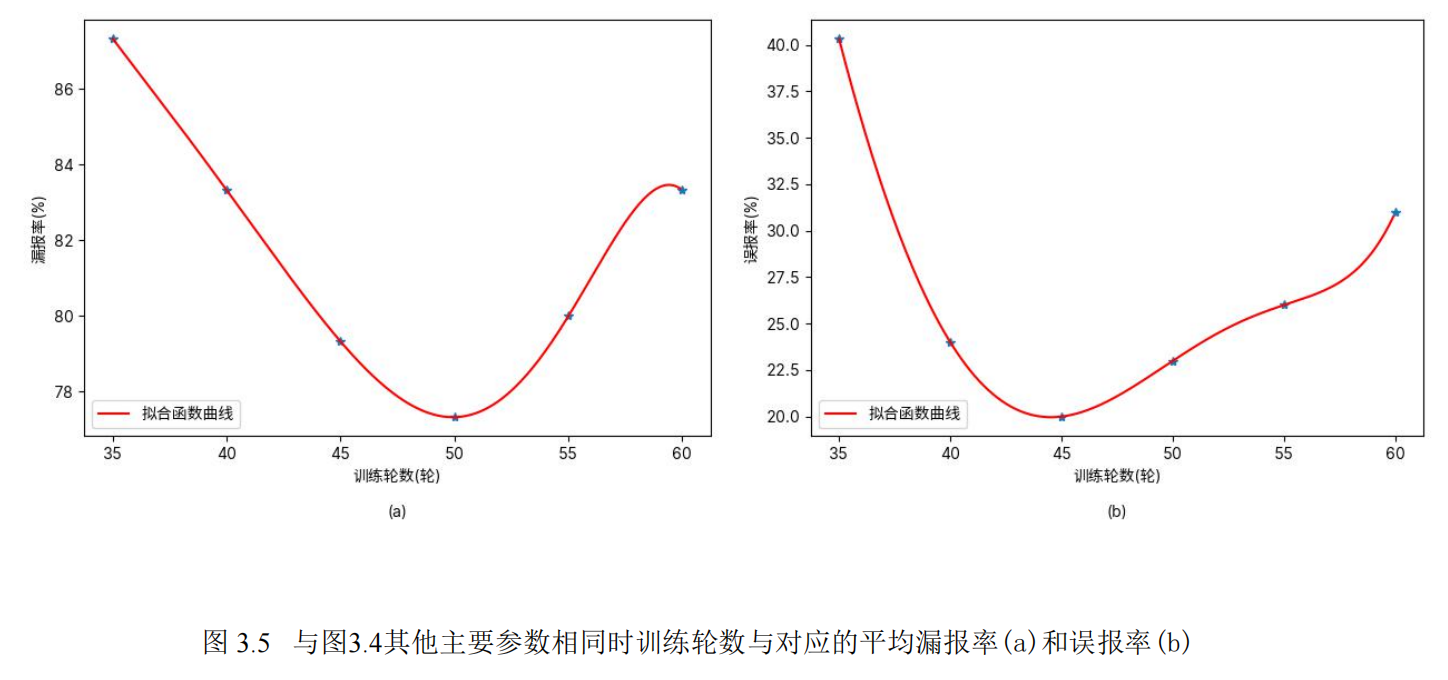 86
84
82
80
78
漏报率(%)
拟合函数曲线
35 40 45 50 55 60
训练轮数(轮)
(a)
40.0
37.5
35.0
32.5
30.0
27.5
25.0
22.5
20.0
误报率(%)
拟合函数曲线
35 40 45 50 55 60
训练轮数(轮)
(b)
图 3.5 与图3.4其他主要参数相同时训练轮数与对应的平均漏报率(a)和误报率(b)